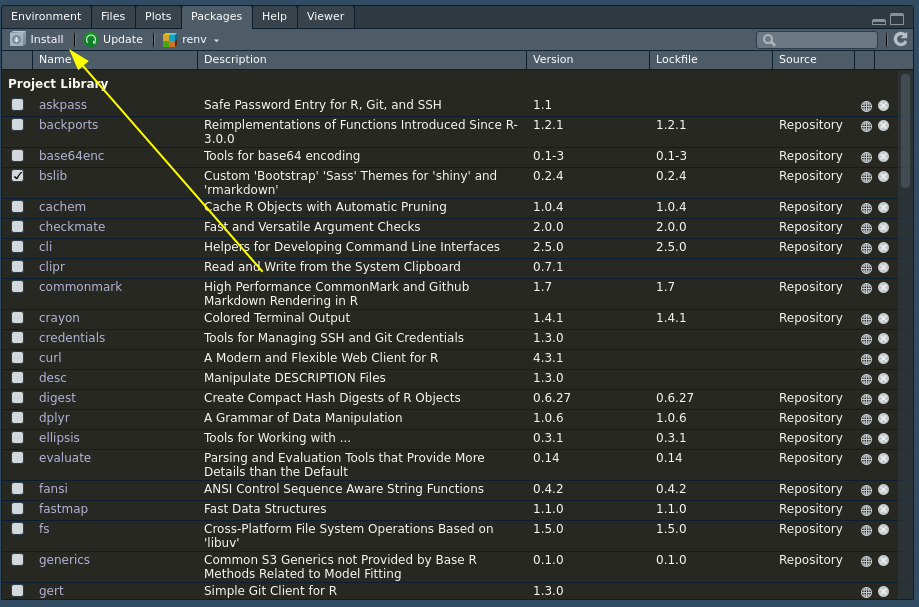 Environment Files Plots Packages Help Viewer
Install Update renv
Name Description Version Lockfile Source
Project Library
askpass Safe Password Entry for R, Git, and SSH 1.1
backports Reimplementations of Functions Introduced Since R- 1.2.1 1.2.1 Repository
3.0.0
base64enc Tools for base64 encoding 0.1-3 0.1-3 Repository
bslib Custom 'Bootstrap' 'Sass' Themes for 'shiny' and 0.2.4 0.2.4 Repository
'rmarkdown'
cachem Cache R Objects with Automatic Pruning 1.0.4 1.0.4 Repository
checkmate Fast and Versatile Argument Checks 2.0.0 2.0.0 Repository
cli Helpers for Developing Command Line Interfaces 2.5.0 2.5.0 Repository
clipr Read and Write from the System Clipboard 0.7.1
commonmark High Performance CommonMark and Github 1.7 1.7 Repository
Markdown Rendering in R
crayon Colored Terminal Output 1.4.1 1.4.1 Repository
credentials Tools for Managing SSH and Git Credentials 1.3.0
curl A Modern and Flexible Web Client for R 4.3.1
desc Manipulate DESCRIPTION Files 1.3.0
digest Create Compact Hash Digests of R Objects 0.6.27 0.6.27 Repository
dplyr A Grammar of Data Manipulation 1.0.6 1.0.6 Repository
ellipsis Tools for Working with ... 0.3.1 0.3.1 Repository
evaluate Parsing and Evaluation Tools that Provide More 0.14 0.14 Repository
Details than the Default
fansi ANSI Control Sequence Aware String Functions 0.4.2 0.4.2 Repository
fastmap Fast Data Structures 1.1.0 1.1.0 Repository
fs Cross-Platform File System Operations Based on 1.5.0 1.5.0 Repository
'libuv'
generics Common S3 Generics not Provided by Base R 0.1.0 0.1.0 Repository
Methods Related to Model Fitting
gert Simple Git Client for R 1.3.0